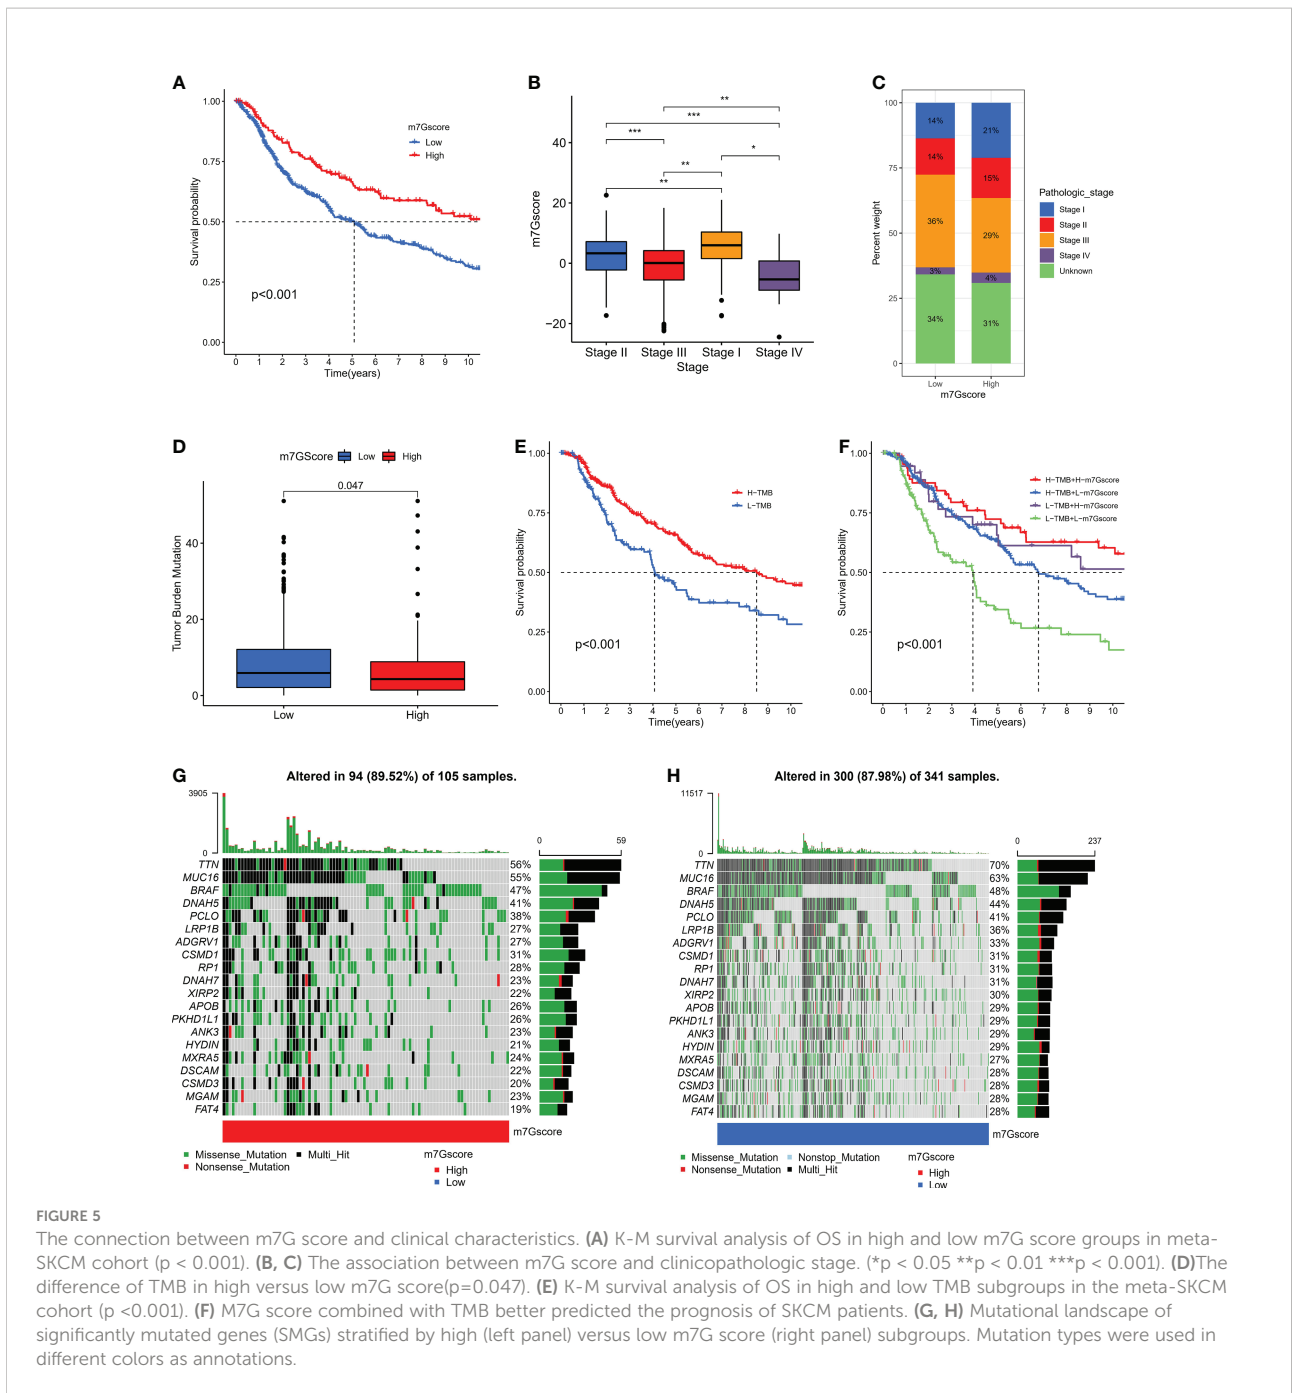 A
1.00
0.75
0.50
0.25
0.00
Survival probability
m7Gscore
Low
High
p<0.001
0 1 2 3 4 5 6 7 8 9 10
Time(years)
B
40
20
0
−20
m7Gscore
**
***
***
*
**
**
Stage II Stage III Stage I Stage IV
Stage
C
100
75
50
25
0
Percent weight
14%
14%
36%
3%
34%
21%
15%
29%
4%
31%
Low High
m7Gscore
Pathologic_stage
Stage I
Stage II
Stage III
Stage IV
Unknown
D
m7GScore Low High
0.047
40
20
0
Tumor Burden Mutation
Low High
E
1.00
0.75
0.50
0.25
0.00
Survival probability
H−TMB
L−TMB
p<0.001
0 1 2 3 4 5 6 7 8 9 10
Time(years)
F
1.00
0.75
0.50
0.25
0.00
Survival probability
H−TMB+H−m7Gscore
H−TMB+L−m7Gscore
L−TMB+H−m7Gscore
L−TMB+L−m7Gscore
p<0.001
0 1 2 3 4 5 6 7 8 9 10
Time(years)
G
Altered in 94 (89.52%) of 105 samples.
3905
0
0 59
TTN 56%
MUC16 55%
BRAF 47%
DNAH5 41%
PCLO 38%
LRP1B 27%
ADGRV1 27%
CSMD1 31%
RP1 28%
DNAH7 23%
XIRP2 22%
APOB 26%
PKHD1L1 26%
ANK3 23%
HYDIN 21%
MXRA5 24%
DSCAM 22%
CSMD3 20%
MGAM 23%
FAT4 19%
m7Gscore
Missense_Mutation Multi_Hit
Nonsense_Mutation
m7Gscore
High
Low
H
Altered in 300 (87.98%) of 341 samples.
11517
0
0 237
TTN 70%
MUC16 63%
BRAF 48%
DNAH5 44%
PCLO 41%
LRP1B 36%
ADGRV1 33%
CSMD1 31%
RP1 31%
DNAH7 31%
XIRP2 30%
APOB 29%
PKHD1L1 29%
ANK3 29%
HYDIN 29%
MXRA5 27%
DSCAM 28%
CSMD3 28%
MGAM 28%
FAT4 28%
m7Gscore
Missense_Mutation Nonstop_Mutation
Nonsense_Mutation Multi_Hit
m7Gscore
High
Low
FIGURE 5
The connection between m7G score and clinical characteristics. (A) K-M survival analysis of OS in high and low m7G score groups in meta-
SKCM cohort (p < 0.001). (B, C) The association between m7G score and clinicopathologic stage. (*p < 0.05 **p < 0.01 ***p < 0.001). (D)The
difference of TMB in high versus low m7G score(p=0.047). (E) K-M survival analysis of OS in high and low TMB subgroups in the meta-SKCM
cohort (p <0.001). (F) M7G score combined with TMB better predicted the prognosis of SKCM patients. (G, H) Mutational landscape of
significantly mutated genes (SMGs) stratified by high (left panel) versus low m7G score (right panel) subgroups. Mutation types were used in
different colors as annotations.